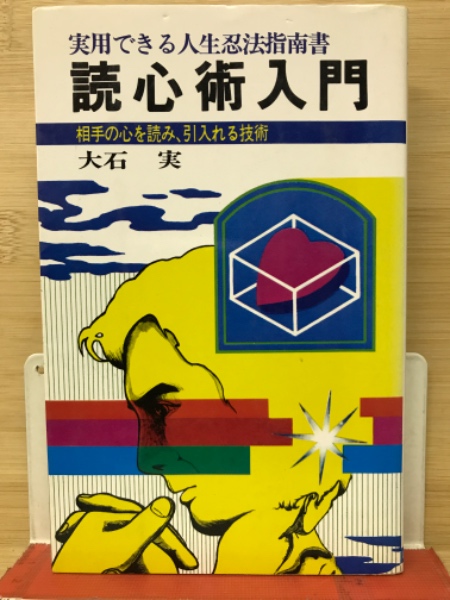 実用できる人生忍法指南書
読心術入門
相手の心を読み、引入れる技術
大石 実